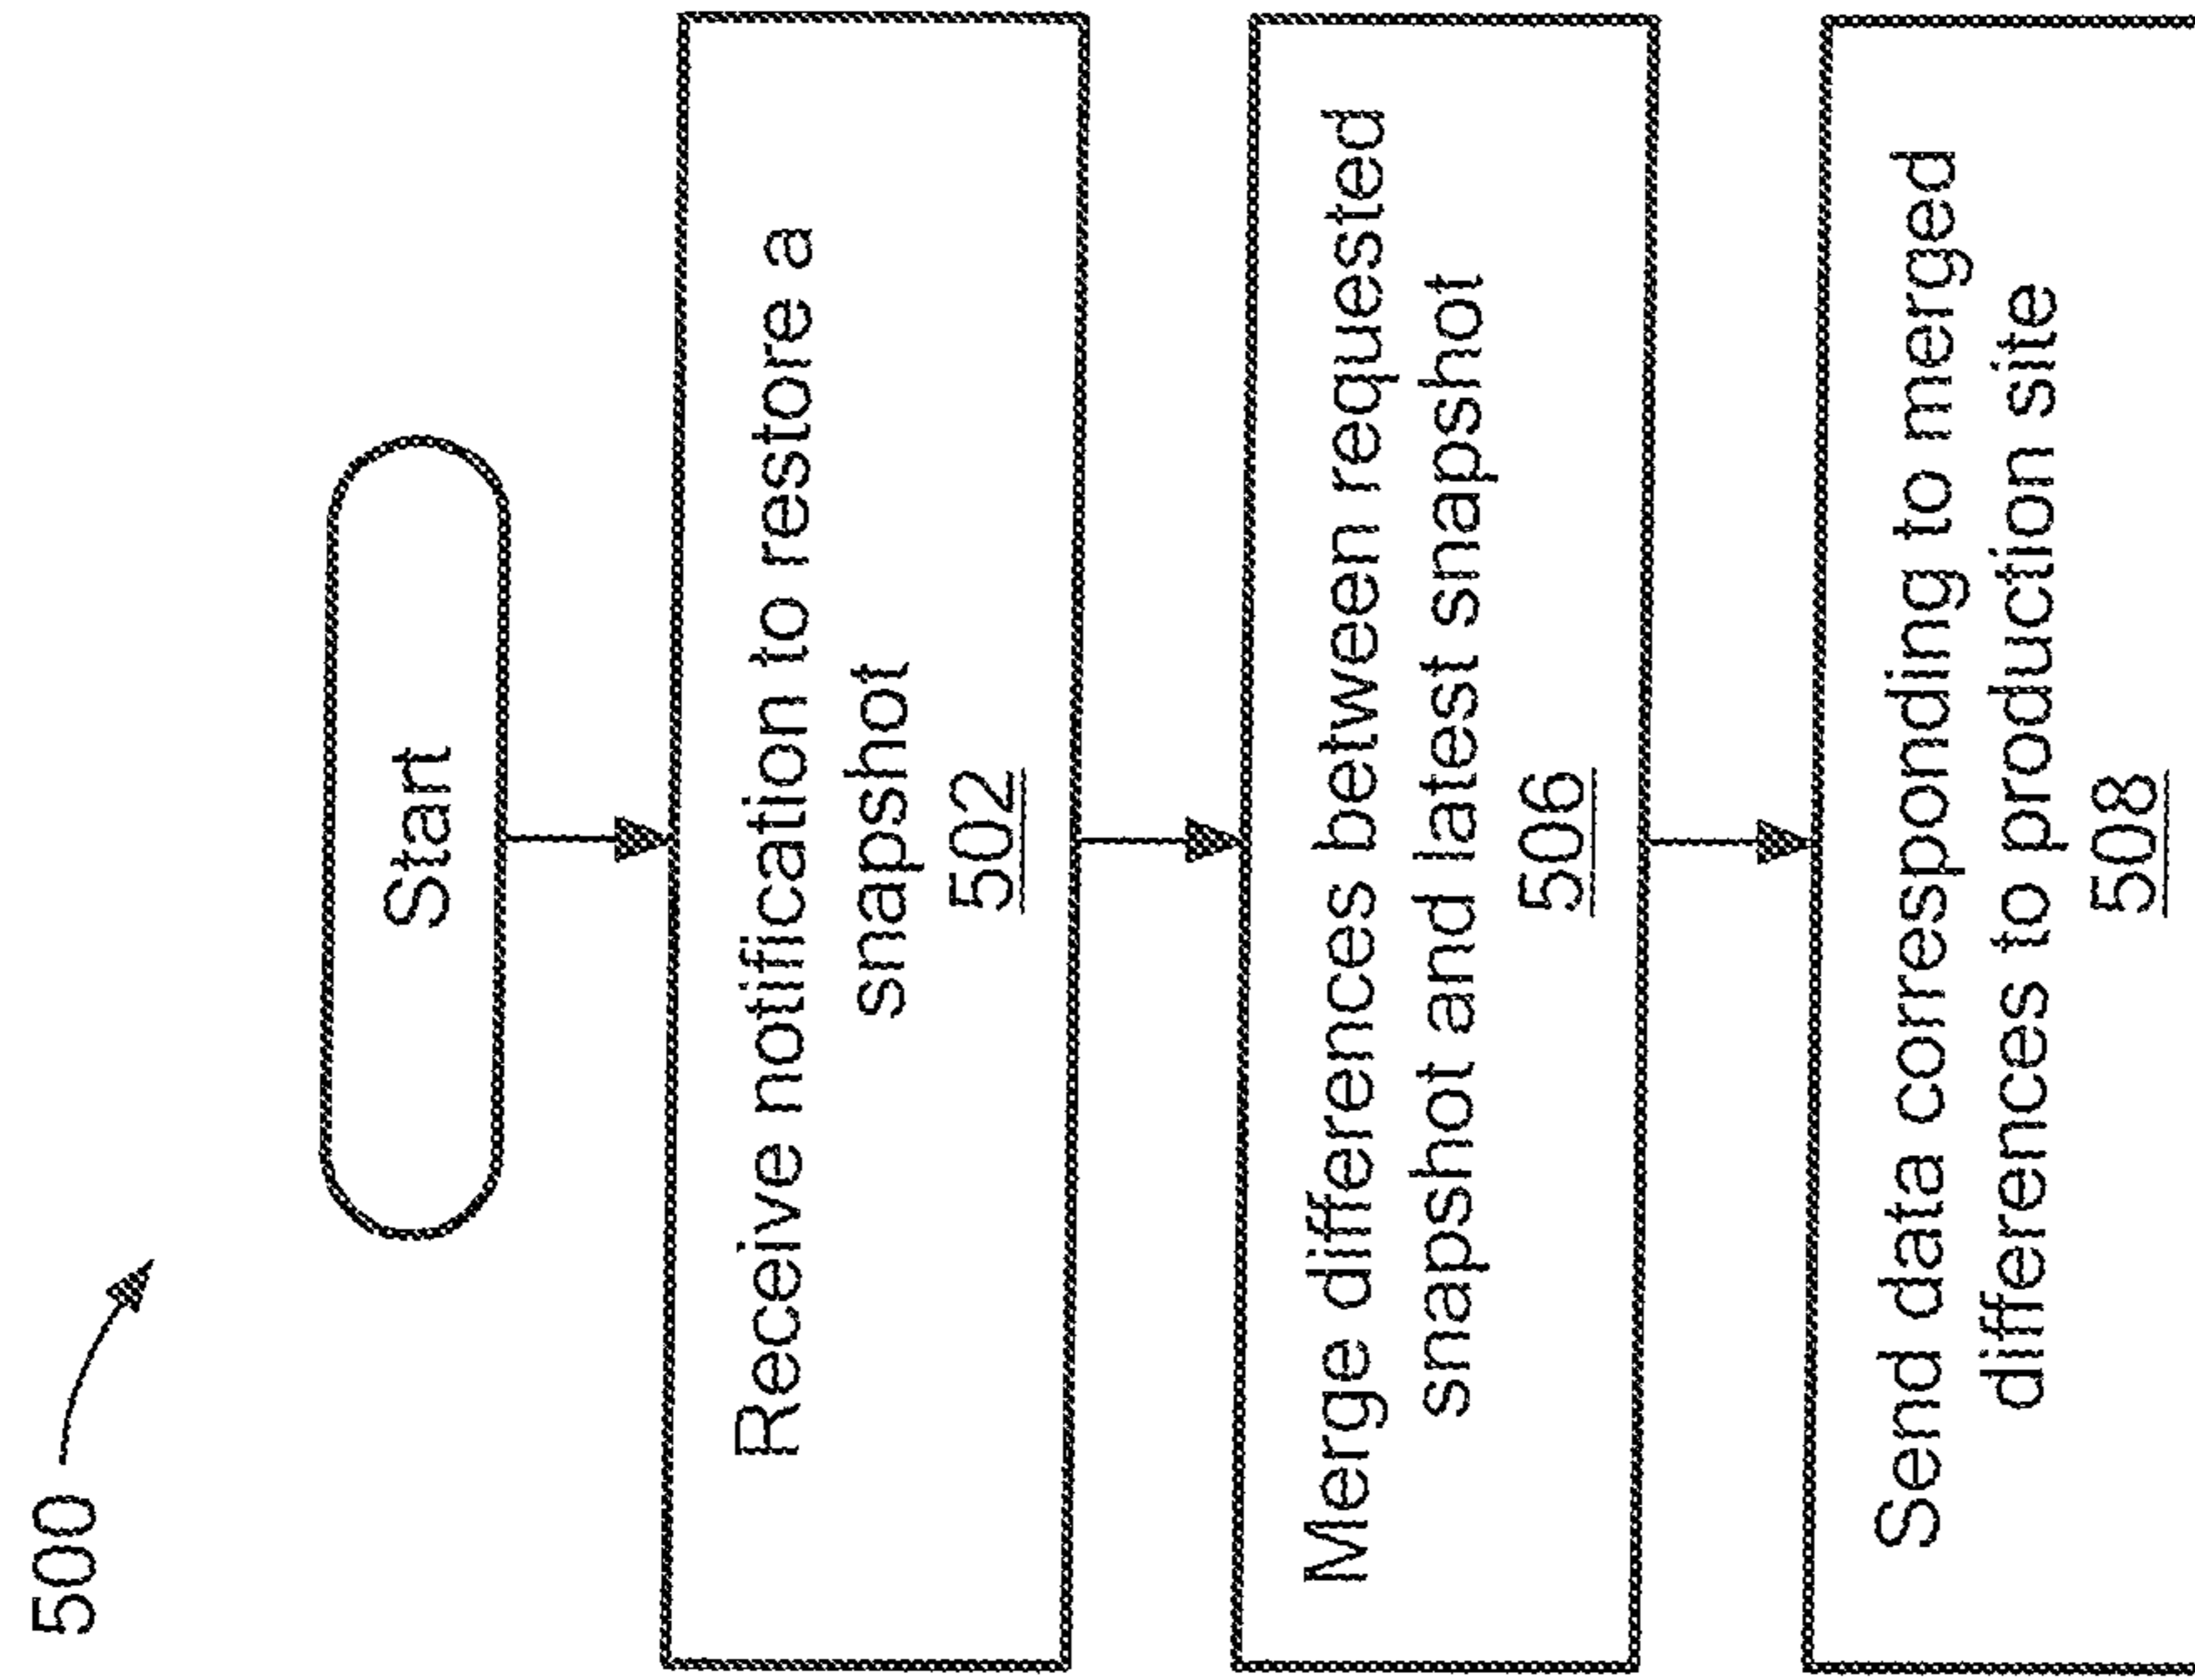 500
Start
Receive notification to restore a
snapshot
502
Merge differences between requested
snapshot and latest snapshot
506
Send data corresponding to merged
differences to production site
508